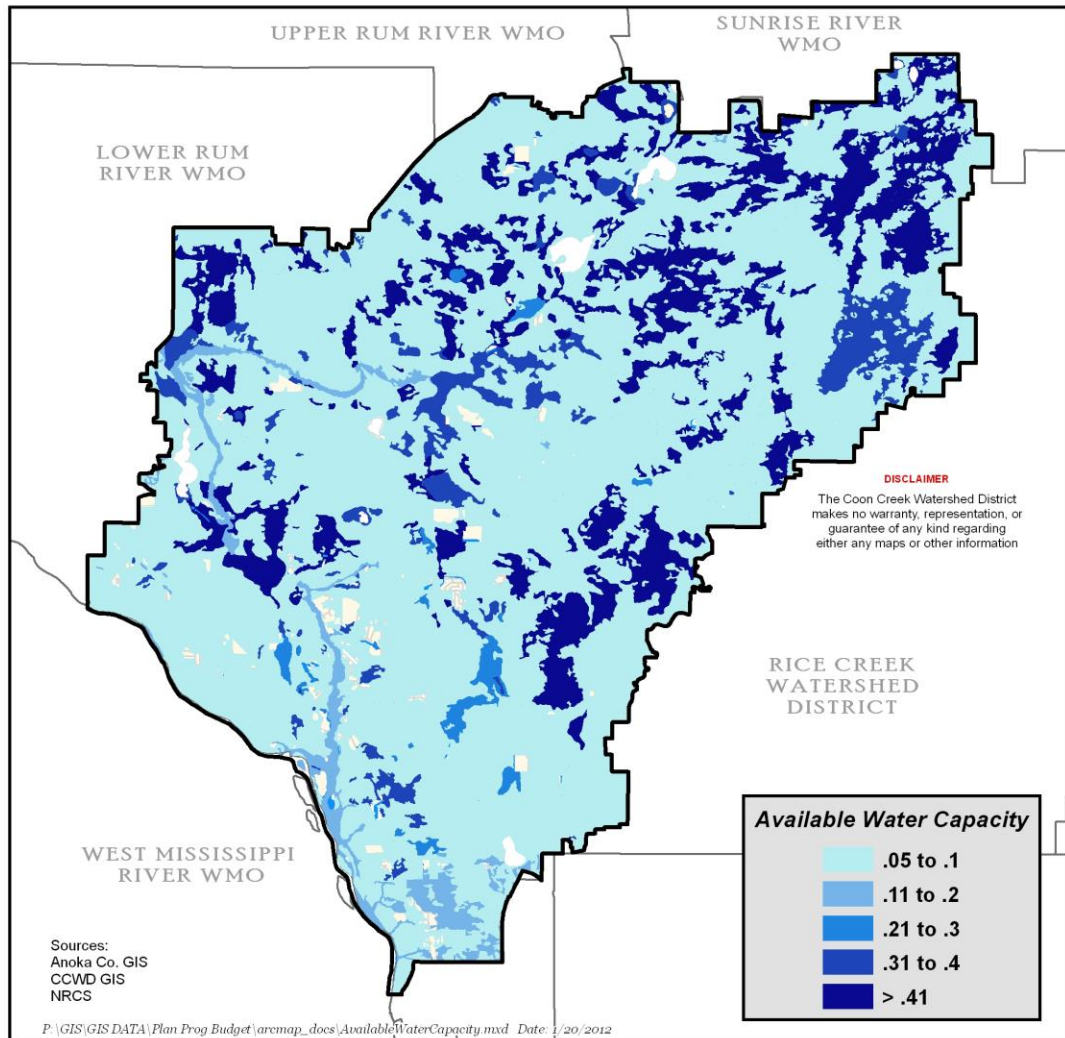 UPPER RUM RIVER WMO
SUNRISE RIVER
WMO
LOWER RUM
RIVER WMO
DISCLAIMER
The Coon Creek Watershed District
makes no warranty, representation, or
guarantee of any kind regarding
either any maps or other information
RICE CREEK
WATERSHED
DISTRICT
WEST MISSISSIPPI
RIVER WMO
Available Water Capacity
.05 to .1
.11 to .2
.21 to .3
.31 to .4
> .41
Sources:
Anoka Co. GIS
CCWD GIS
NRCS
P:\GIS\GIS DATA\Plan Prog Budget\arcmap_docs\AvailableWaterCapacity.mxd Date: 1/20/2012